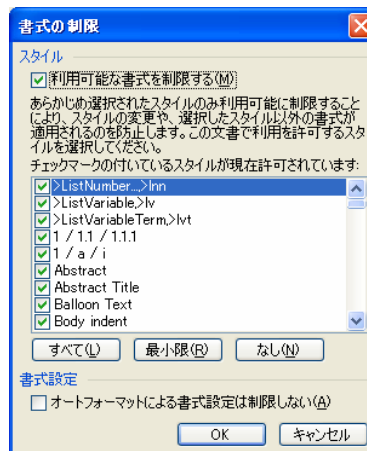 書式の制限
スタイル
利用可能な書式を制限する(M)
あらかじめ選択されたスタイルのみ利用可能に制限すること
により、スタイルの変更や、選択したスタイル以外の書式が
適用されるのを防止します。この文書で利用を許可するスタ
イルを選択してください。
チェックマークの付いているスタイルが現在許可されています:
>ListNumber...,>lnn
>ListVariable,>lv
>ListVariableTerm,>lvt
1 / 1.1 / 1.1.1
1 / a / i
Abstract
Abstract Title
Balloon Text
Body indent
すべて(L) 最小限(R) なし(N)
書式設定
オートフォーマットによる書式設定は制限しない(A)
OK キャンセル